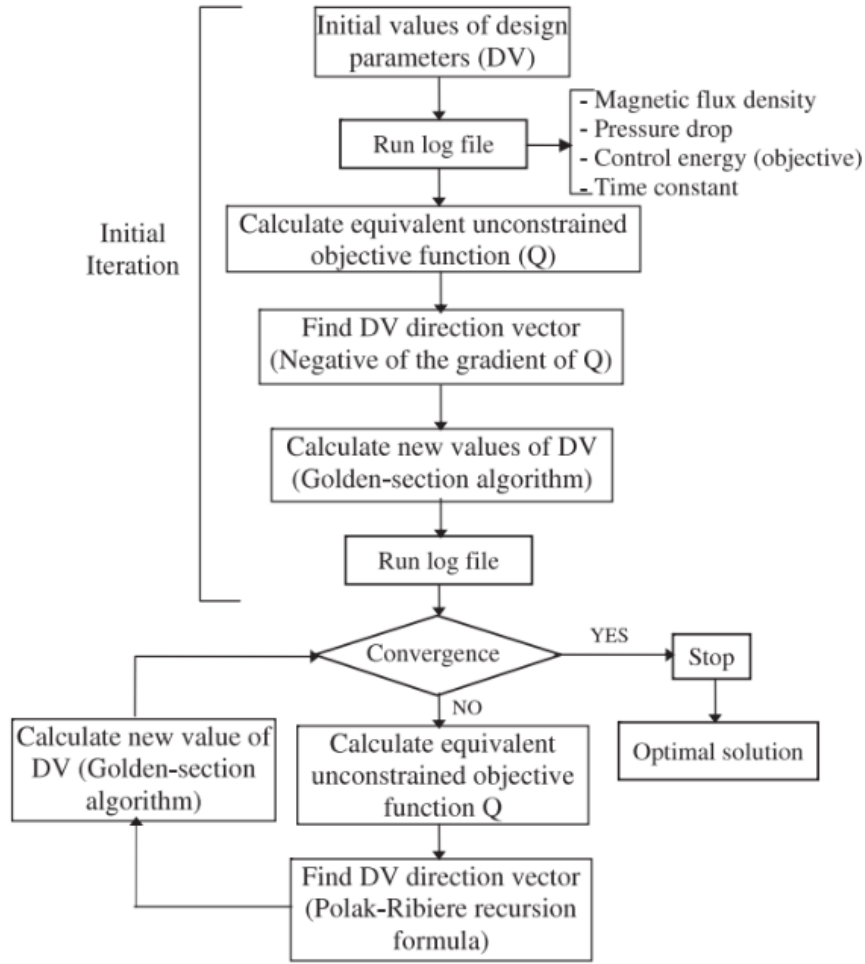 Initial values of design
parameters (DV)
Run log file
- Magnetic flux density
- Pressure drop
- Control energy (objective)
- Time constant
Calculate equivalent unconstrained
objective function (Q)
Initial
Iteration
Find DV direction vector
(Negative of the gradient of Q)
Calculate new values of DV
(Golden-section algorithm)
Run log file
Convergence
YES
Stop
NO
Optimal solution
Calculate equivalent
unconstrained objective
function Q
Calculate new value of
DV (Golden-section
algorithm)
Find DV direction vector
(Polak-Ribiere recursion
formula)